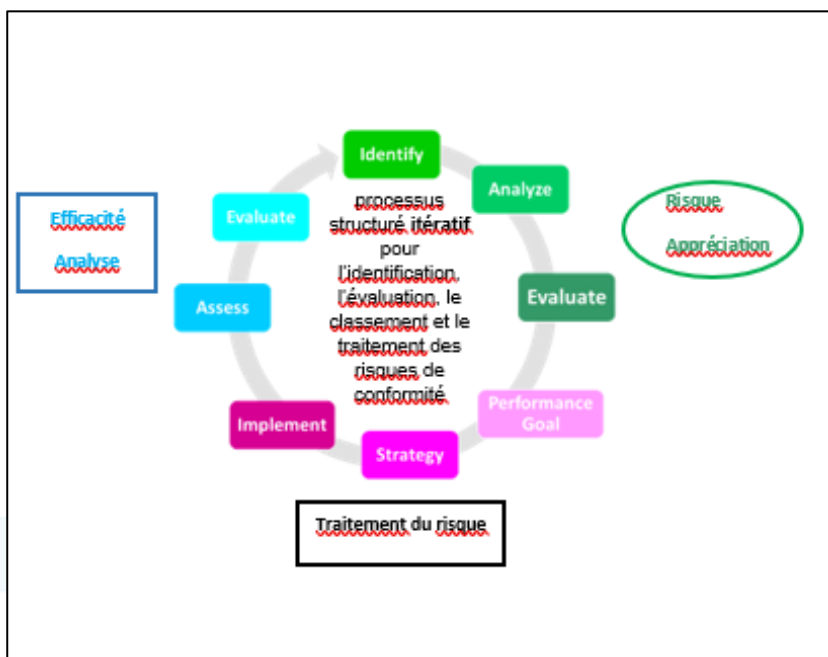 Identify
Analyze
Evaluate
Performance
Goal
Strategy
Implement
Assess
Evaluate
processus
structuré itératif
pour
l'identification,
l'évaluation, le
classement et le
traitement des
risques de
conformité
Efficacité
Analyse
Risque
Appréciation
Traitement du risque